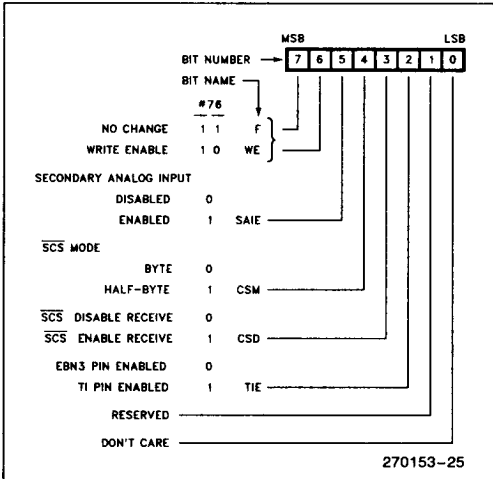 MSB LSB
BIT NUMBER 7 6 5 4 3 2 1 0
BIT NAME
#76
NO CHANGE 1 1 F
WRITE ENABLE 1 0 WE
SECONDARY ANALOG INPUT
DISABLED 0
ENABLED 1 SAIE
SCS MODE
BYTE 0
HALF-BYTE 1 CSM
SCS DISABLE RECEIVE 0
SCS ENABLE RECEIVE 1 CSD
EBN3 PIN ENABLED 0
TI PIN ENABLED 1 TIE
RESERVED
DON'T CARE
270153-25